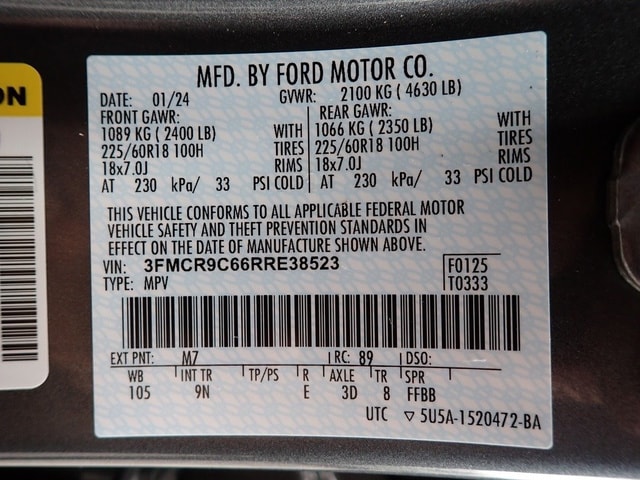 ON
MFD. BY FORD MOTOR CO.
DATE: 01/24 GVWR: 2100 KG ( 4630 LB)
FRONT GAWR: REAR GAWR:
1089 KG ( 2400 LB) WITH 1066 KG ( 2350 LB) WITH
225/60R18 100H TIRES 225/60R18 100H TIRES
18x7.0J RIMS 18x7.0J RIMS
AT 230 kPa/ 33 PSI COLD AT 230 kPa/ 33 PSI COLD
THIS VEHICLE CONFORMS TO ALL APPLICABLE FEDERAL MOTOR
VEHICLE SAFETY AND THEFT PREVENTION STANDARDS IN
EFFECT ON THE DATE OF MANUFACTURE SHOWN ABOVE.
VIN: 3FMCR9C66RRE38523 F0125
TYPE: MPV T0333
EXT PNT: M7 RC: 89 DSO:
WB INT TR TP/PS R AXLE TR SPR
105 9N E 3D 8 FFBB
UTC ▽ 5U5A-1520472-BA